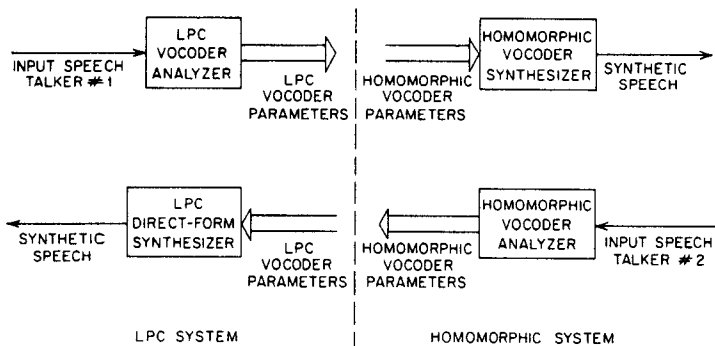 LPC
VOCODER
ANALYZER
INPUT SPEECH
TALKER #1
LPC
VOCODER
PARAMETERS
HOMOMORPHIC
VOCODER
PARAMETERS
HOMOMORPHIC
VOCODER
SYNTHESIZER
SYNTHETIC
SPEECH
LPC
DIRECT-FORM
SYNTHESIZER
SYNTHETIC
SPEECH
LPC
VOCODER
PARAMETERS
HOMOMORPHIC
VOCODER
PARAMETERS
HOMOMORPHIC
VOCODER
ANALYZER
INPUT SPEECH
TALKER #2
LPC SYSTEM
HOMOMORPHIC SYSTEM